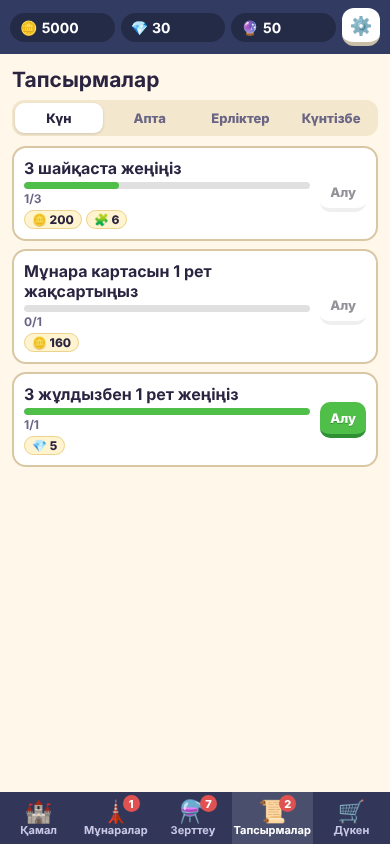 5000
30
50
Тапсырмалар
Күн
Апта
Ерліктер
Күнтізбе
3 шайқаста жеңіңіз
1/3
200
6
Алу
Мұнара картасын 1 рет
жақсартыңыз
0/1
160
Алу
3 жұлдызбен 1 рет жеңіңіз
1/1
5
Алу
1
7
2
Қамал
Мұнаралар
Зерттеу
Тапсырмалар
Дүкен